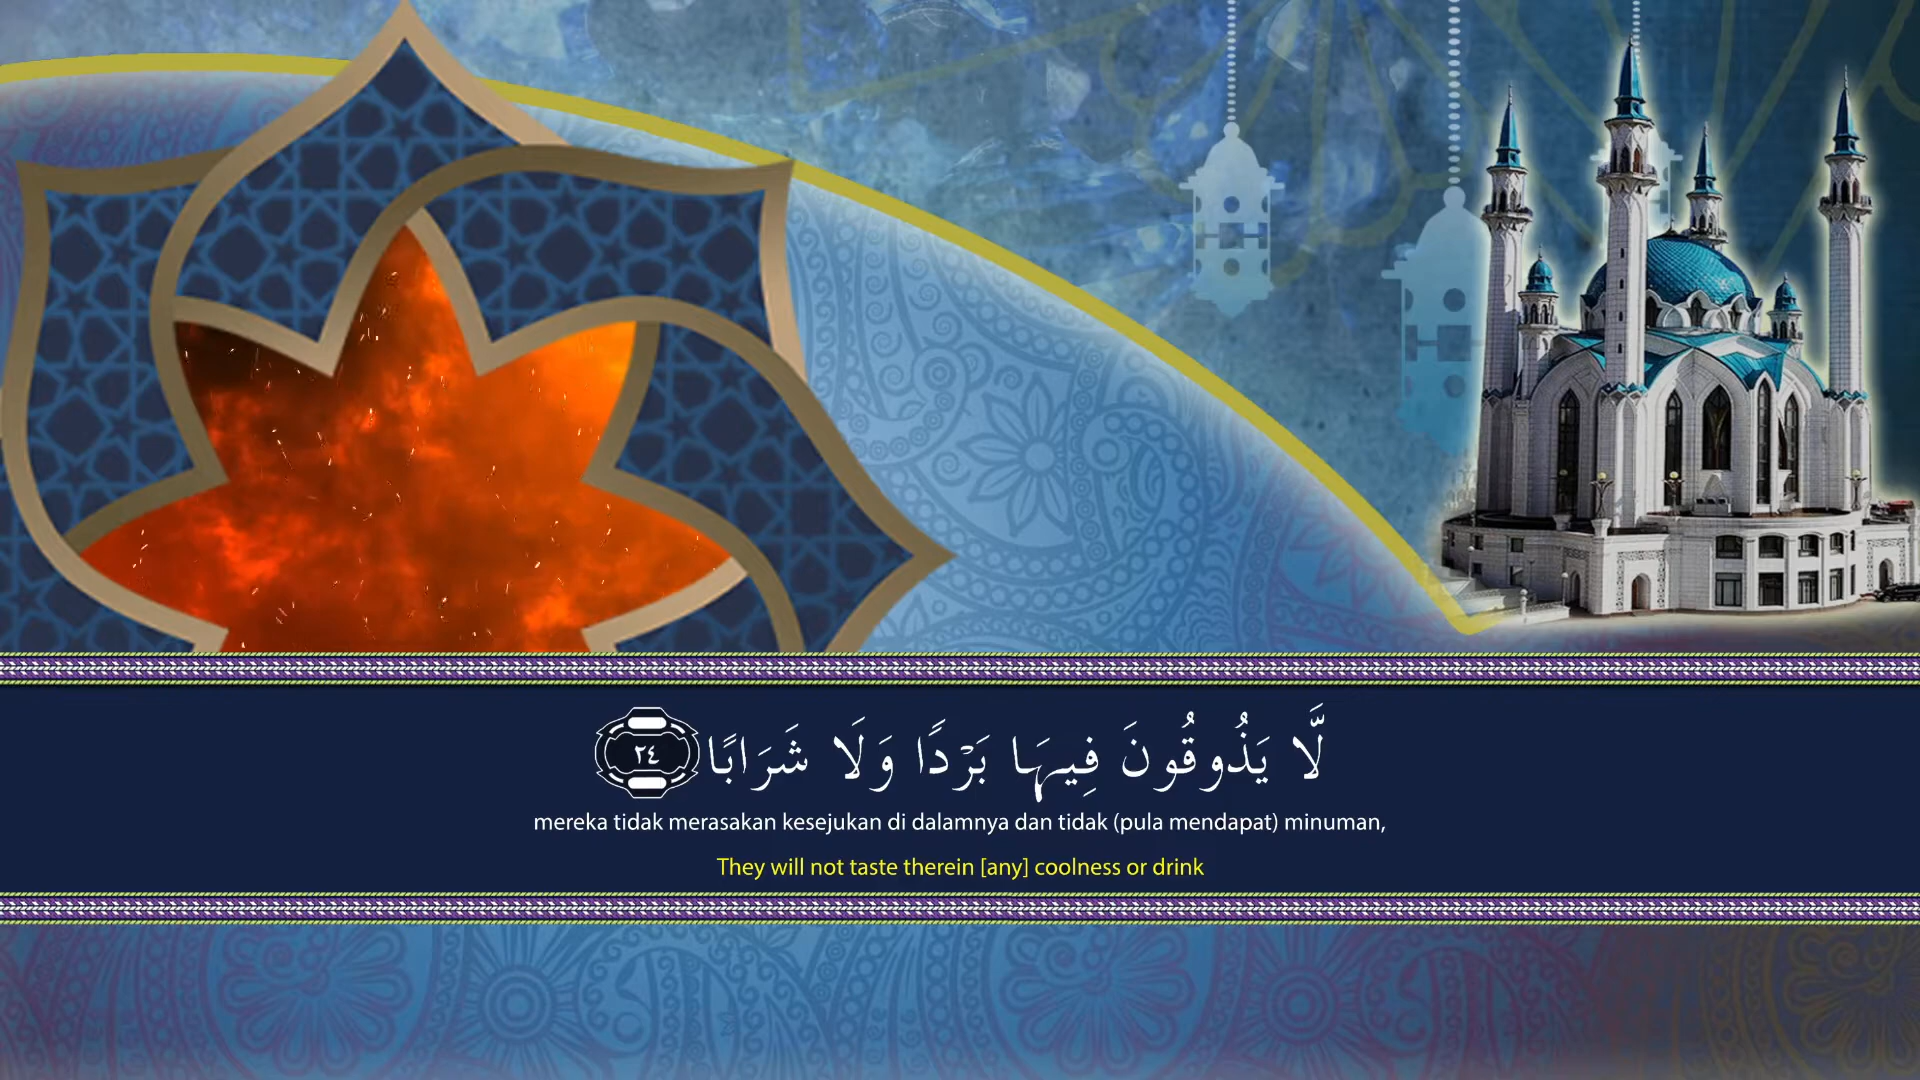 لَّا يَذُوقُونَ فِيهَا بَرْدًا وَلَا شَرَابًا ٢٤
mereka tidak merasakan kesejukan di dalamnya dan tidak (pula mendapat) minuman,
They will not taste therein [any] coolness or drink